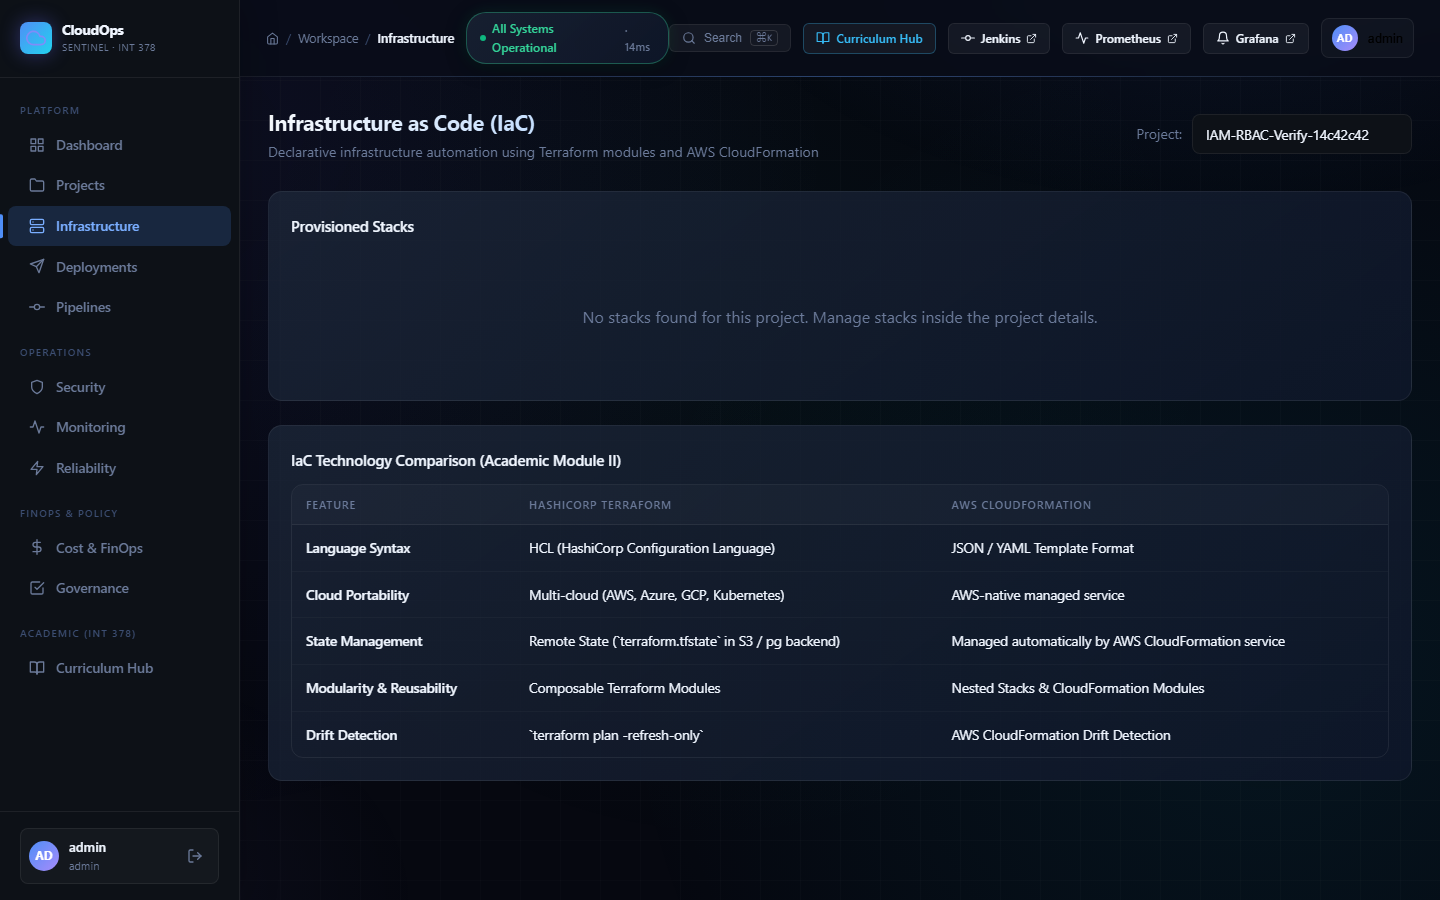 CloudOps
SENTINEL · INT 378
PLATFORM
Dashboard
Projects
Infrastructure
Deployments
Pipelines
OPERATIONS
Security
Monitoring
Reliability
FINOPS & POLICY
Cost & FinOps
Governance
ACADEMIC (INT 378)
Curriculum Hub
AD
admin
admin
/ Workspace / Infrastructure
All Systems Operational
· 14ms
Search ⌘K
Curriculum Hub
Jenkins
Prometheus
Grafana
AD admin
Infrastructure as Code (IaC)
Declarative infrastructure automation using Terraform modules and AWS CloudFormation
Project: IAM-RBAC-Verify-14c42c42
Provisioned Stacks
No stacks found for this project. Manage stacks inside the project details.
IaC Technology Comparison (Academic Module II)
FEATURE HASHICORP TERRAFORM AWS CLOUDFORMATION
Language Syntax HCL (HashiCorp Configuration Language) JSON / YAML Template Format
Cloud Portability Multi-cloud (AWS, Azure, GCP, Kubernetes) AWS-native managed service
State Management Remote State (`terraform.tfstate` in S3 / pg backend) Managed automatically by AWS CloudFormation service
Modularity & Reusability Composable Terraform Modules Nested Stacks & CloudFormation Modules
Drift Detection `terraform plan -refresh-only` AWS CloudFormation Drift Detection